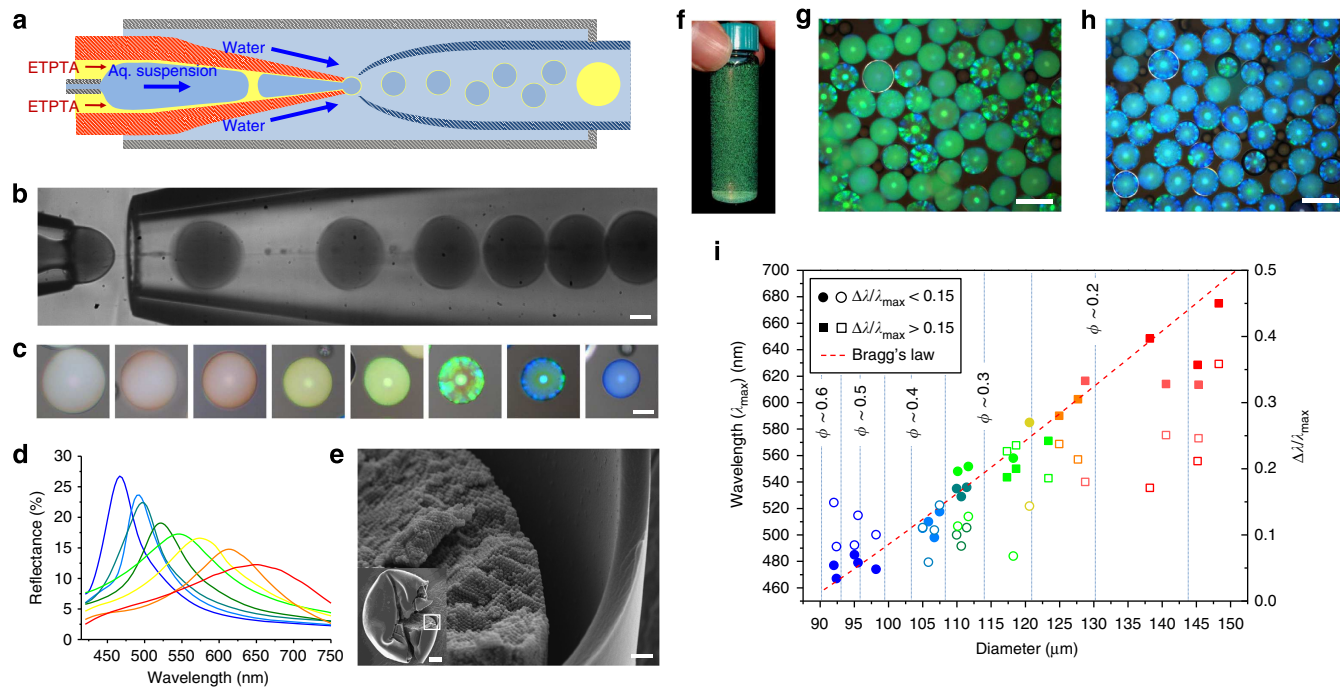 a
ETPTA
ETPTA
Aq. suspension
Water
Water
b
c
d
Reflectance (%)
30
25
20
15
10
5
0
450 500 550 600 650 700 750
Wavelength (nm)
e
f
g
h
i
Wavelength (λmax) (nm)
700
680
660
640
620
600
580
560
540
520
500
480
460
Δλ/λmax < 0.15
Δλ/λmax > 0.15
Bragg's law
ϕ ~0.6
ϕ ~0.5
ϕ ~0.4
ϕ ~0.3
ϕ ~0.2
0.5
0.4
0.3
0.2
0.1
0.0
Δλ/λmax
90 95 100 105 110 115 120 125 130 135 140 145 150
Diameter (μm)